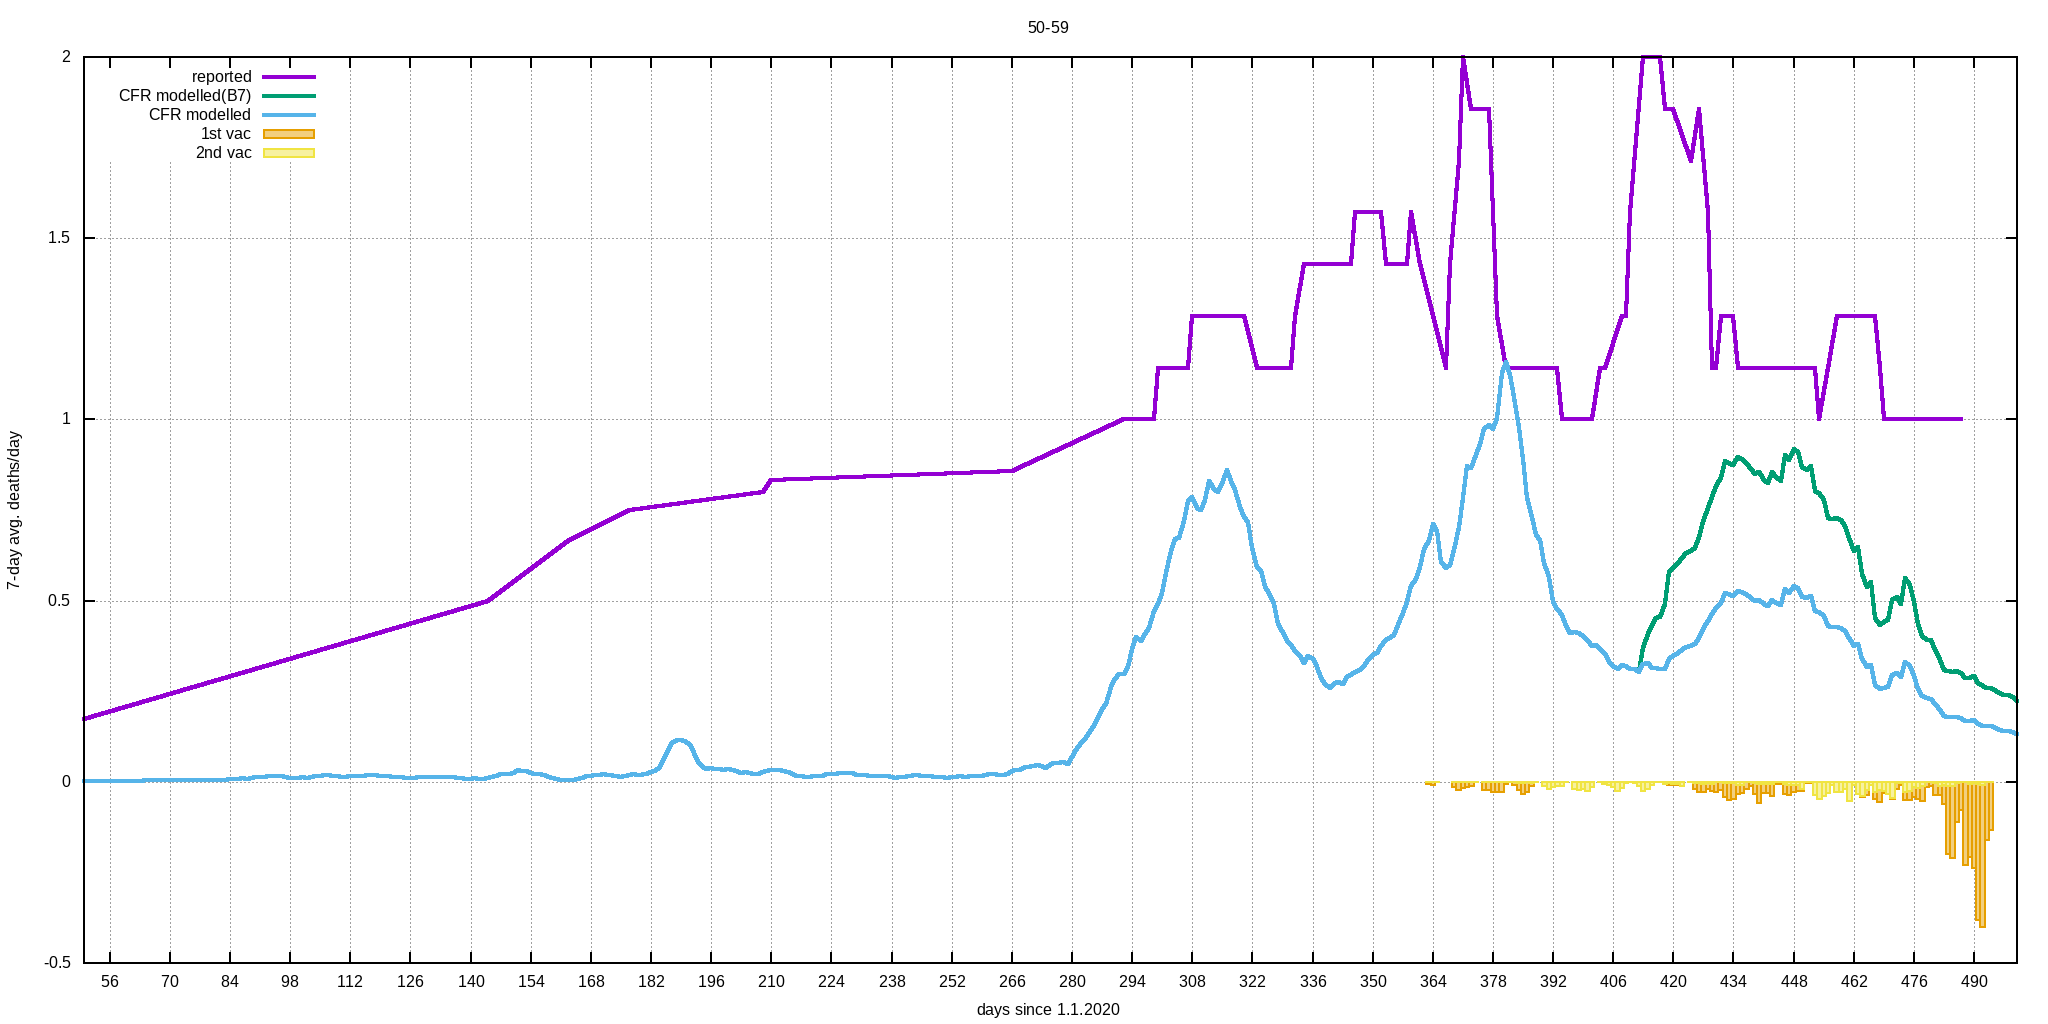 50-59
reported
CFR modelled(B7)
CFR modelled
1st vac
2nd vac
2
1.5
1
0.5
0
-0.5
7-day avg. deaths/day
56 70 84 98 112 126 140 154 168 182 196 210 224 238 252 266 280 294 308 322 336 350 364 378 392 406 420 434 448 462 476 490
days since 1.1.2020